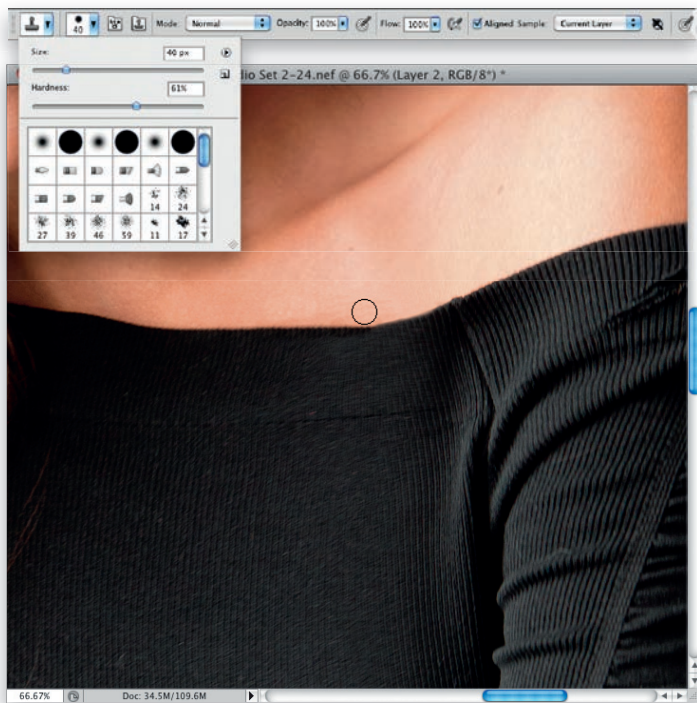 40 Mode: Normal Opacity: 100% Flow: 100% Aligned Sample: Current Layer
Size: 40 px
Hardness: 61%
14 24
27 39 46 59 11 17
dio Set 2-24.nef @ 66.7% (Layer 2, RGB/8*) *
66.67% Doc: 34.5M/109.6M